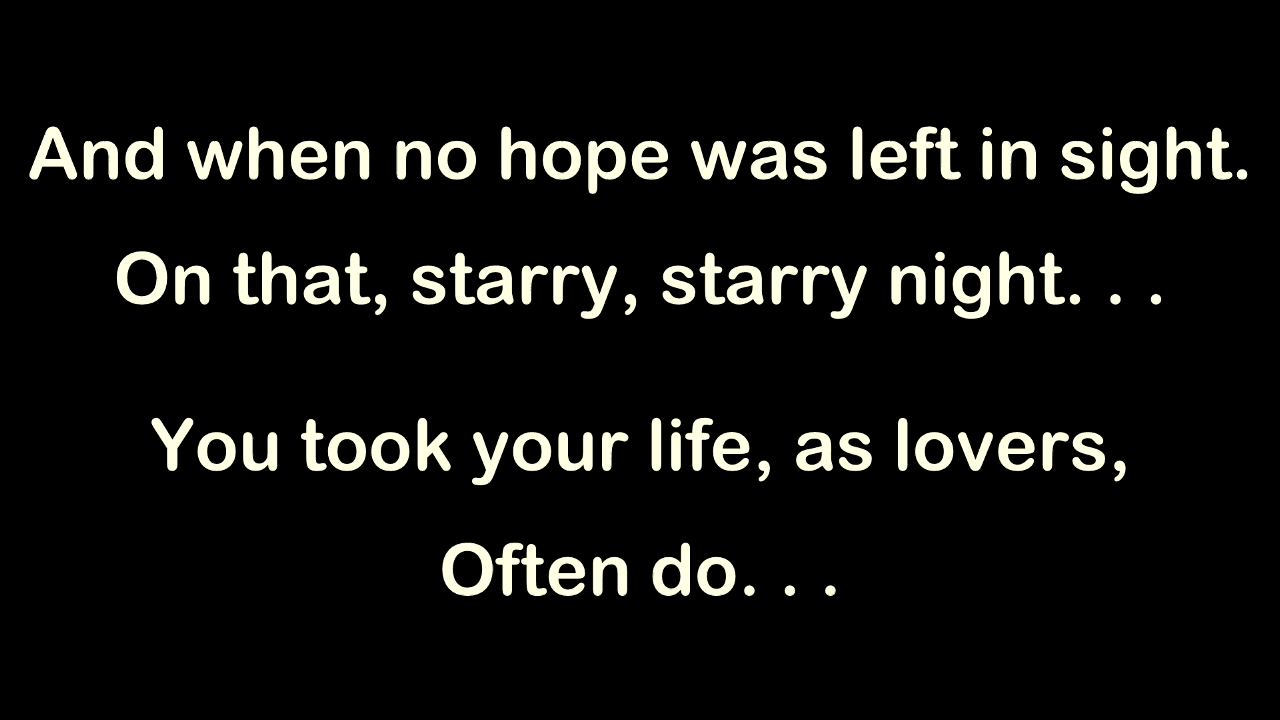 And when no hope was left in sight.
On that, starry, starry night. . .
You took your life, as lovers,
Often do. . .